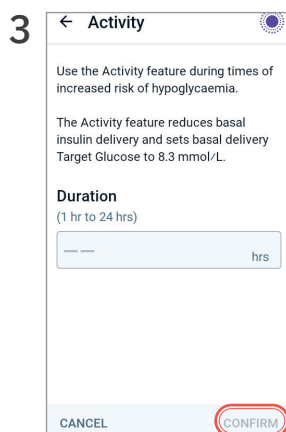 3
← Activity
Use the Activity feature during times of
increased risk of hypoglycaemia.
The Activity feature reduces basal
insulin delivery and sets basal delivery
Target Glucose to 8.3 mmol/L.
Duration
(1 hr to 24 hrs)
— —
hrs
CANCEL CONFIRM